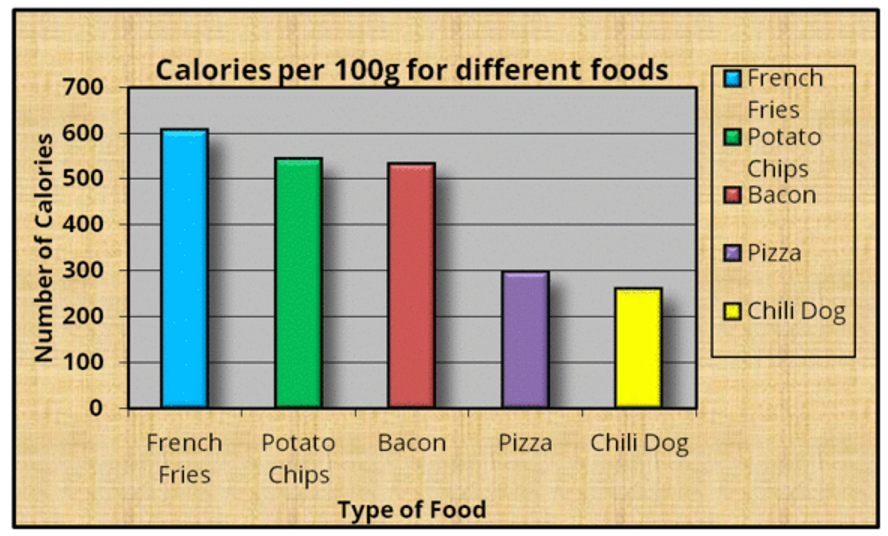 Calories per 100g for different foods
Number of Calories
700
600
500
400
300
200
100
0
French
Fries
Potato
Chips
Bacon
Pizza
Chili Dog
Type of Food
French
Fries
Potato
Chips
Bacon
Pizza
Chili Dog